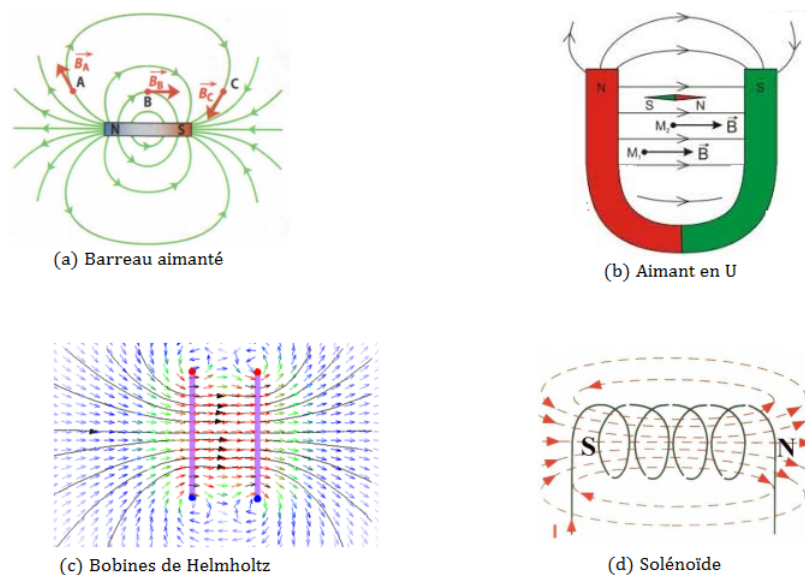 B_A
A
B_B
B
B_C
C
N
S
(a) Barreau aimanté
N
S
S
N
M₂
B
M₁
B
(b) Aimant en U
(c) Bobines de Helmholtz
S
N
I
(d) Solénoïde